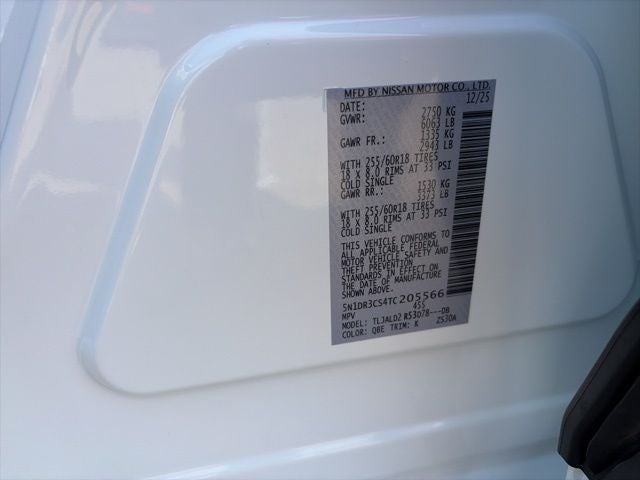 MFD BY NISSAN MOTOR CO., LTD.
DATE: 12/25
GVWR: 2750 KG
6063 LB
GAWR FR.: 1335 KG
2943 LB
WITH 255/60R18 TIRES
18 X 8.0 RIMS AT 33 PSI
COLD SINGLE
GAWR RR.: 1530 KG
3373 LB
WITH 255/60R18 TIRES
18 X 8.0 RIMS AT 33 PSI
COLD SINGLE
THIS VEHICLE CONFORMS TO
ALL APPLICABLE FEDERAL
MOTOR VEHICLE SAFETY AND
THEFT PREVENTION
STANDARDS IN EFFECT ON
THE DATE OF MANUFACTURE
SHOWN ABOVE.
5N1DR3CS4TC205566
MPV 455
MODEL: TLJALD2 R53D78---DB
COLOR: QBE TRIM: K ZS30A